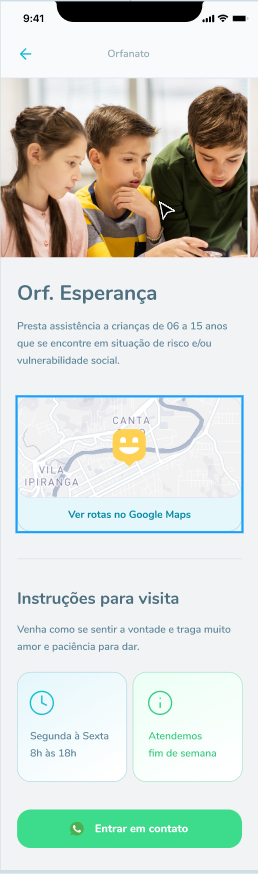 9:41
Orfanato
Orf. Esperança
Presta assistência a crianças de 06 a 15 anos
que se encontre em situação de risco e/ou
vulnerabilidade social.
CANTA
VILA
IPIRANGA
Ver rotas no Google Maps
Instruções para visita
Venha como se sentir a vontade e traga muito
amor e paciência para dar.
Segunda à Sexta
8h às 18h
Atendemos
fim de semana
Entrar em contato